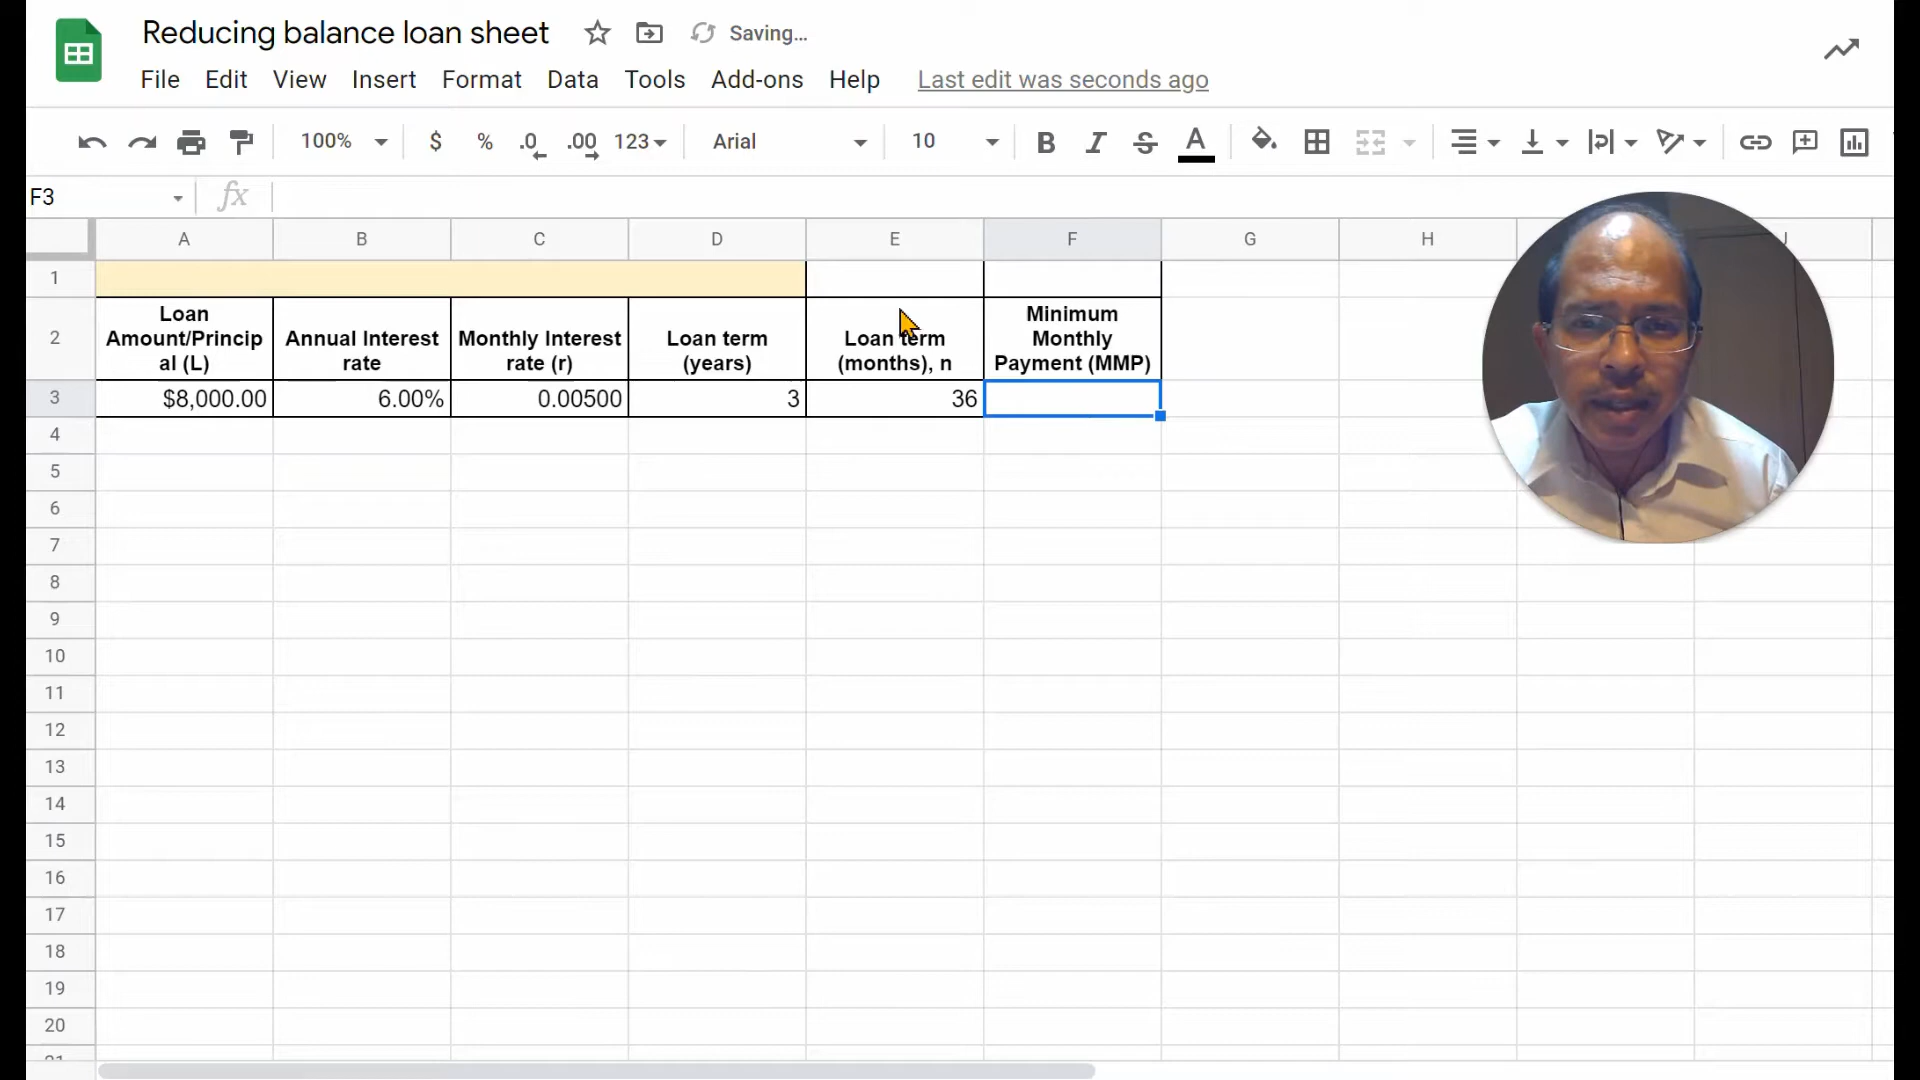 Reducing balance loan sheet Saving...
File Edit View Insert Format Data Tools Add-ons Help Last edit was seconds ago
100% $ % .0 .00 123 Arial 10 B I S A
F3 fx
A B C D E F G H J
1
2 Loan Amount/Princip al (L) Annual Interest rate Monthly Interest rate (r) Loan term (years) Loan term (months), n Minimum Monthly Payment (MMP)
3 $8,000.00 6.00% 0.00500 3 36
4
5
6
7
8
9
10
11
12
13
14
15
16
17
18
19
20
21